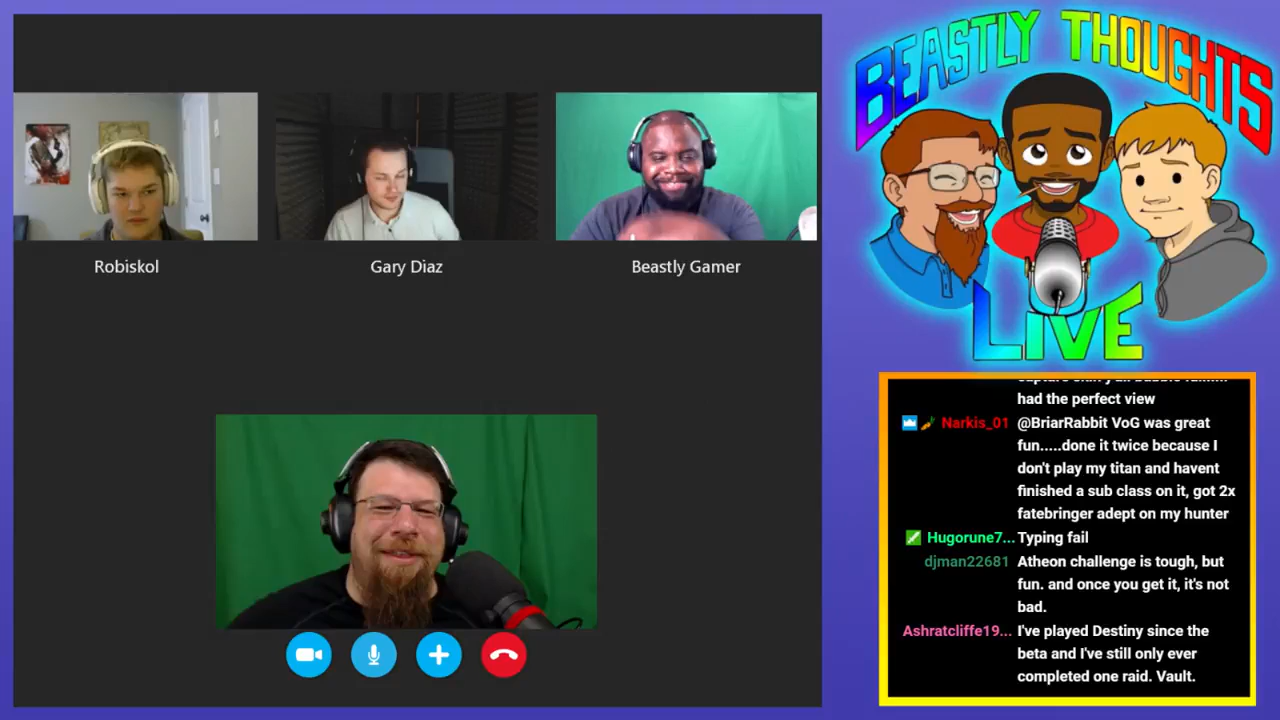 BEASTLY THOUGHTS
LIVE
Robiskol
Gary Diaz
Beastly Gamer
had the perfect view
Narkis_01 @BriarRabbit VoG was great
fun.....done it twice because I
don't play my titan and havent
finished a sub class on it, got 2x
fatebringer adept on my hunter
Hugorune7... Typing fail
djman22681 Atheon challenge is tough, but
fun. and once you get it, it's not
bad.
Ashratcliffe19... I've played Destiny since the
beta and I've still only ever
completed one raid. Vault.